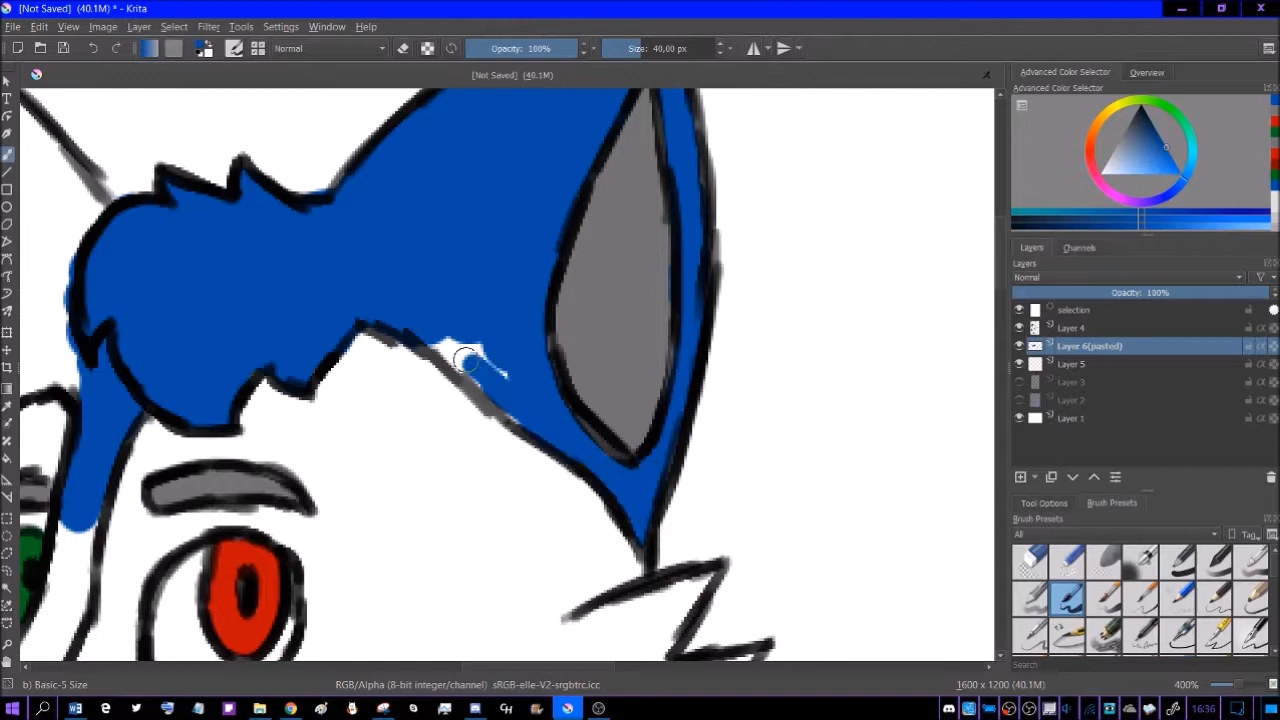 [Not Saved] (40.1M) * - Krita
File Edit View Image Layer Select Filter Tools Settings Window Help
Normal Opacity: 100% Size: 40,00 px
[Not Saved] (40.1M)
Advanced Color Selector Overview
Advanced Color Selector
Layers Channels
Layers
Normal
Opacity: 100%
selection
Layer 4
Layer 6(pasted)
Layer 5
Layer 3
Layer 2
Layer 1
Tool Options Brush Presets
Brush Presets
All Tag
Search
b) Basic-5 Size RGB/Alpha (8-bit integer/channel) sRGB-elle-V2-srgbtrc.icc 1600 x 1200 (40.1M) 400%
16:36